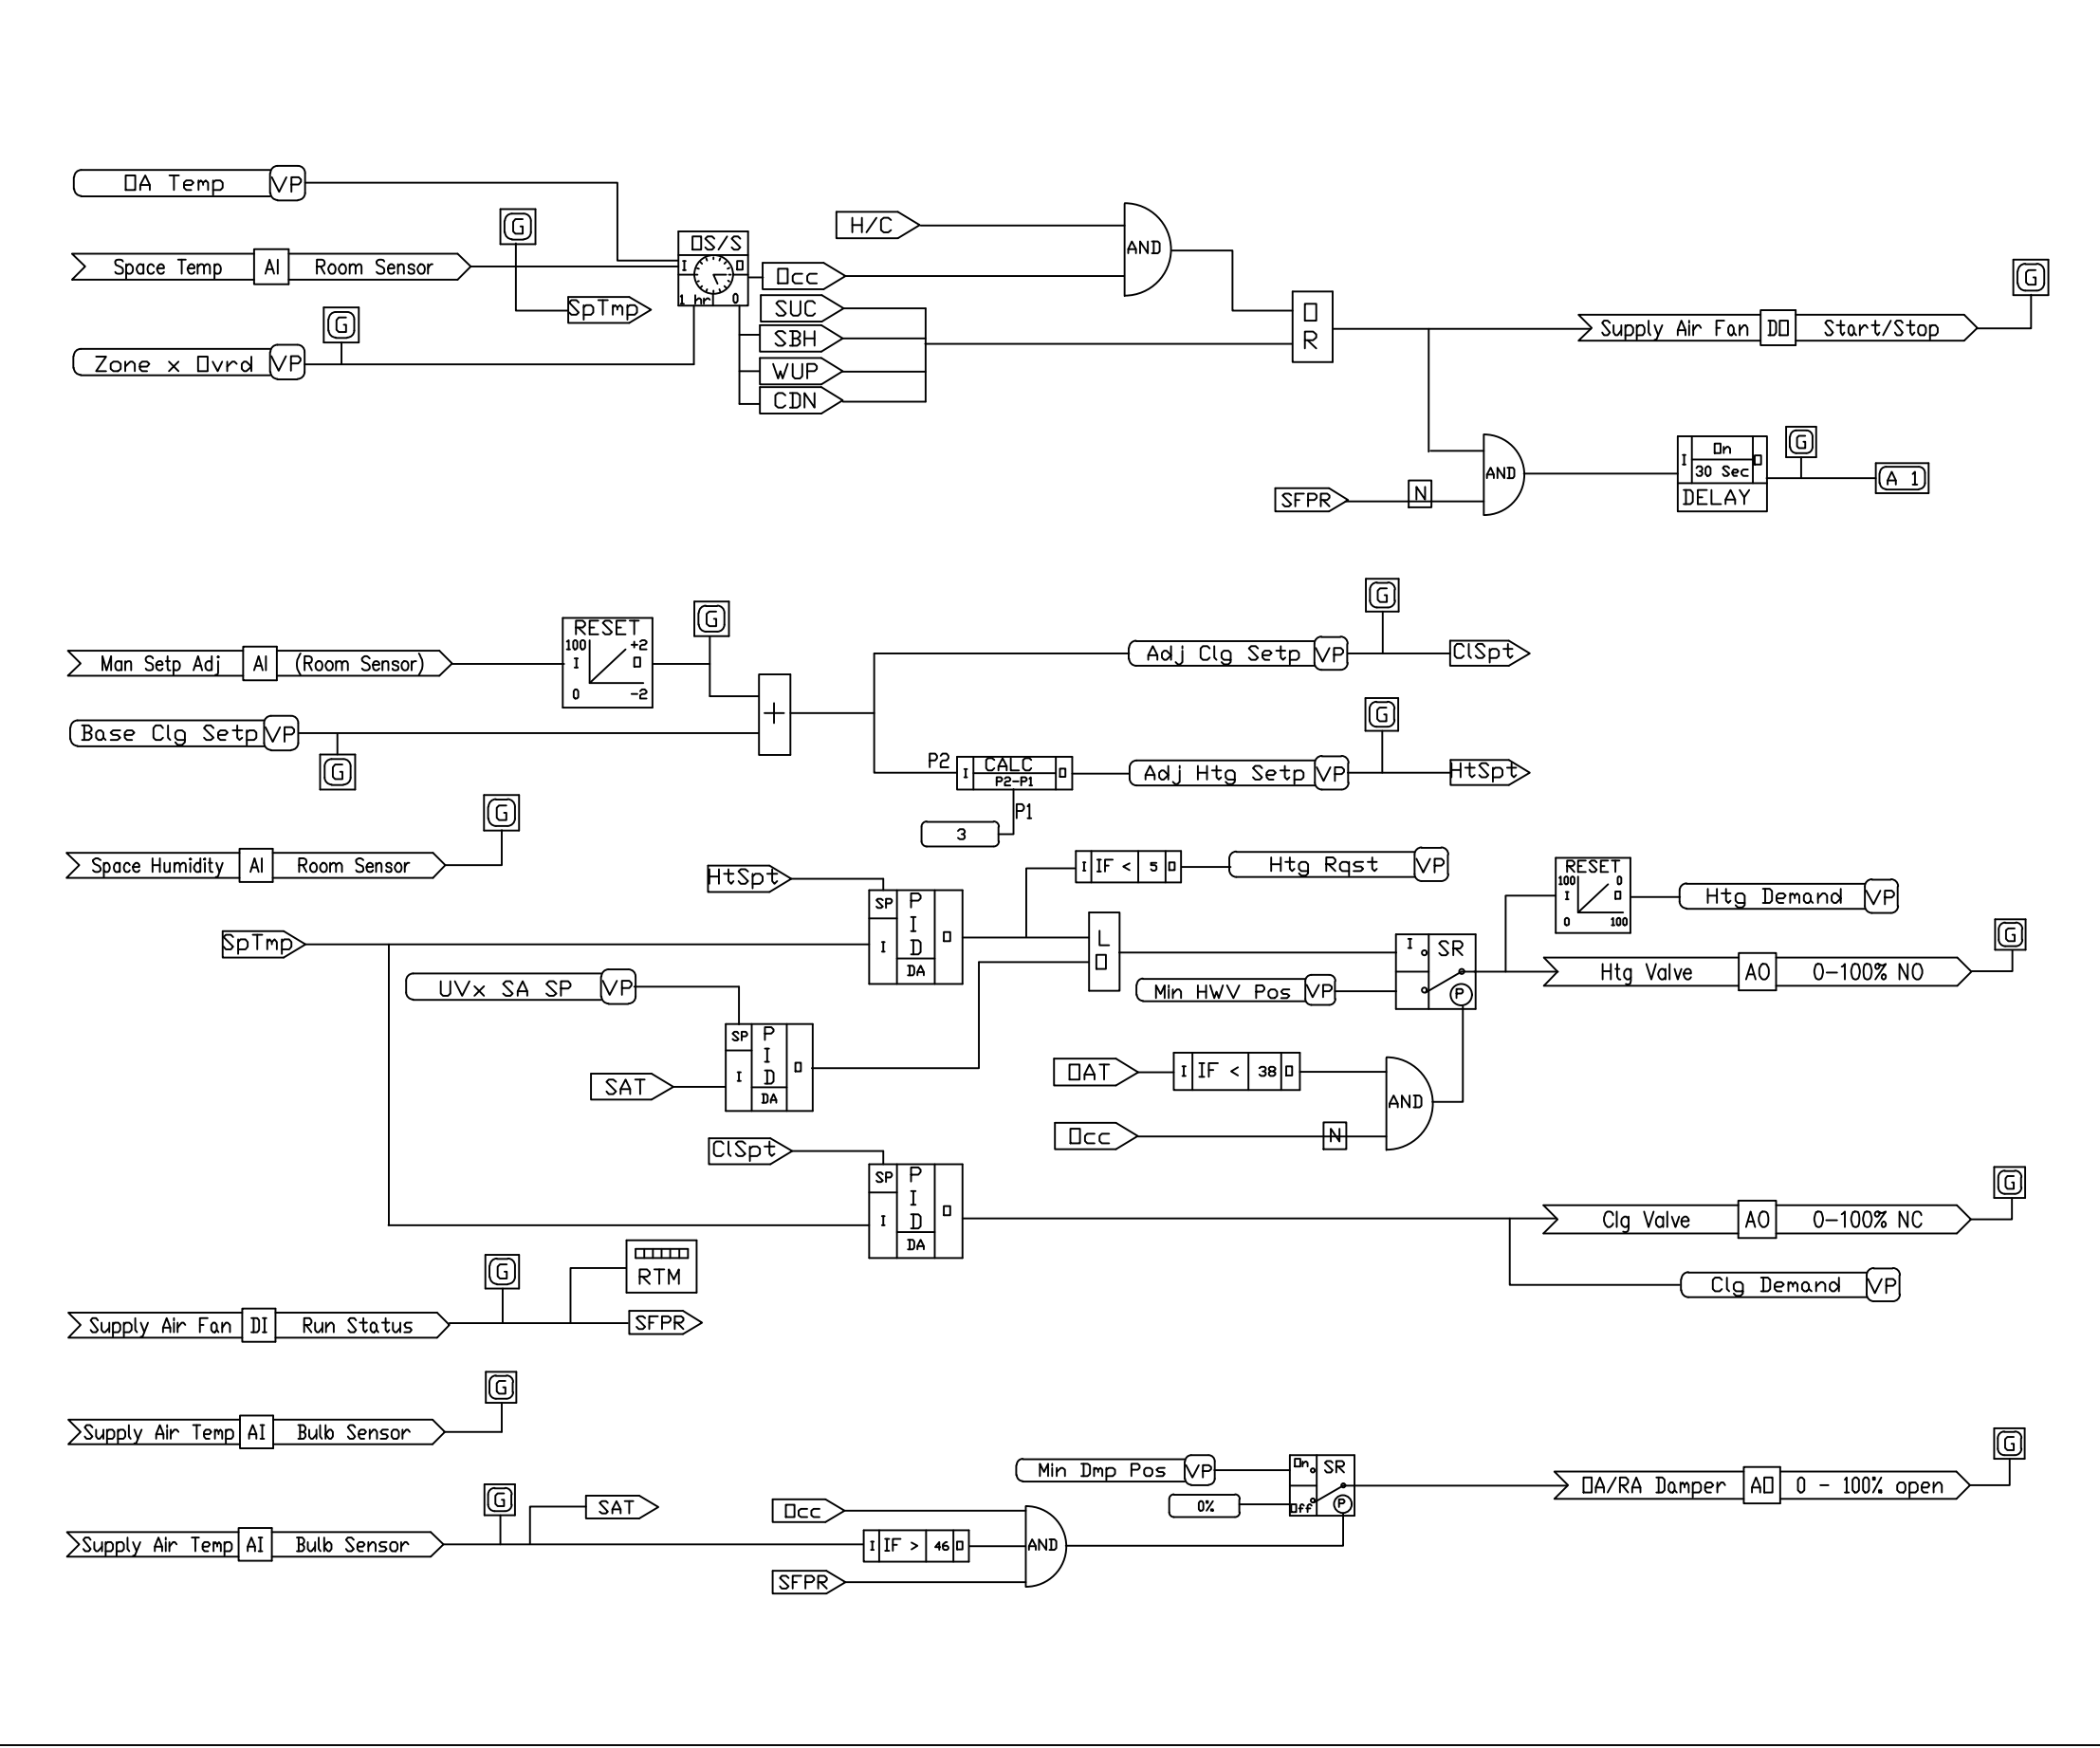 OA Temp VP
G
Space Temp AI Room Sensor
SpTmp
G
Zone x Ovrd VP
OS/S
I O
1 hr 0
H/C
Occ
SUC
SBH
WUP
CDN
AND
O
R
G
Supply Air Fan DO Start/Stop
SFPR N
AND
On
I 30 Sec O
DELAY
G
A 1
Man Setp Adj AI (Room Sensor)
RESET
100 +2
I O
0 -2
G
Base Clg Setp VP
G
+
Adj Clg Setp VP
G
ClSpt
P2
I CALC O
P2-P1
P1
3
Adj Htg Setp VP
G
HtSpt
Space Humidity AI Room Sensor
G
HtSpt
SpTmp
SP P
I
I D O
DA
I IF < 5 O
Htg Rqst VP
UVx SA SP VP
SAT
SP P
I
I D O
DA
L
O
Min HWV Pos VP
I SR
P
RESET
100 0
I O
0 100
Htg Demand VP
Htg Valve AO 0-100% NO
G
OAT
I IF < 38 O
Occ N
AND
ClSpt
SP P
I
I D O
DA
Clg Valve AO 0-100% NC
G
Clg Demand VP
Supply Air Fan DI Run Status
G
RTM
SFPR
Supply Air Temp AI Bulb Sensor
G
Supply Air Temp AI Bulb Sensor
G
SAT
Occ
I IF > 46 O
SFPR
AND
Min Dmp Pos VP
0%
On SR
Off P
OA/RA Damper AO 0 - 100% open
G